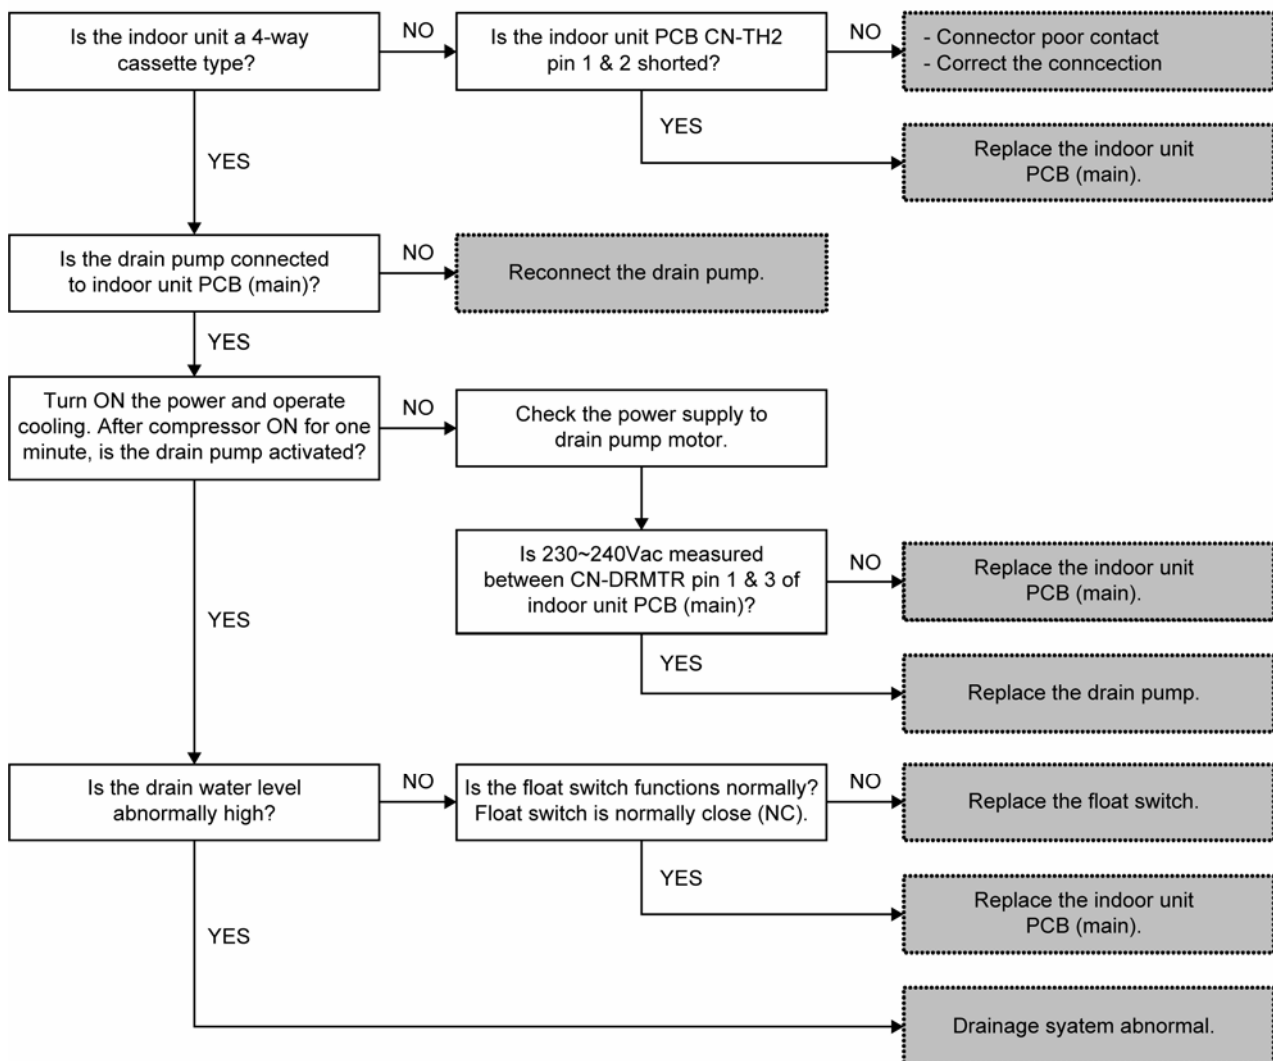 Is the indoor unit a 4-way
cassette type?
NO
Is the indoor unit PCB CN-TH2
pin 1 & 2 shorted?
NO
- Connector poor contact
- Correct the conncection
YES
Replace the indoor unit
PCB (main).
YES
Is the drain pump connected
to indoor unit PCB (main)?
NO
Reconnect the drain pump.
YES
Turn ON the power and operate
cooling. After compressor ON for one
minute, is the drain pump activated?
NO
Check the power supply to
drain pump motor.
Is 230~240Vac measured
between CN-DRMTR pin 1 & 3 of
indoor unit PCB (main)?
NO
Replace the indoor unit
PCB (main).
YES
Replace the drain pump.
YES
Is the drain water level
abnormally high?
NO
Is the float switch functions normally?
Float switch is normally close (NC).
NO
Replace the float switch.
YES
Replace the indoor unit
PCB (main).
YES
Drainage syatem abnormal.